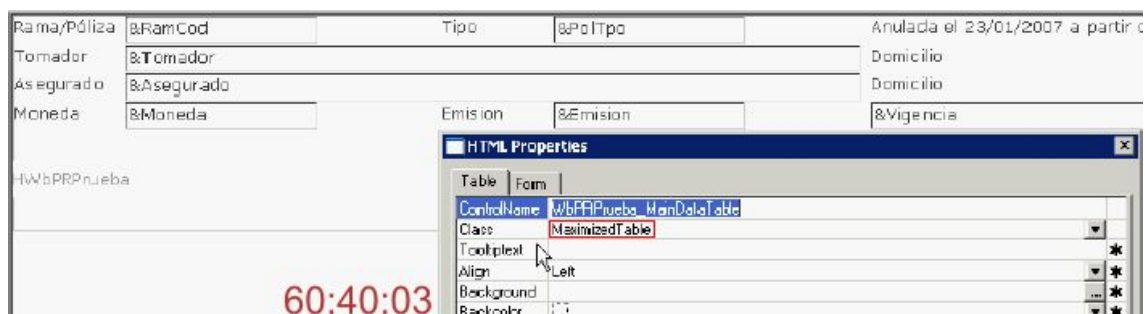 Rama/Póliza &RamCod Tipo &PolTpo Anulada el 23/01/2007 a partir
Tomador &Tomador Domicilio
Asegurado &Asegurado Domicilio
Moneda &Moneda Emision &Emision &Vigencia
HTML Properties
HWbPRPrueba
Table Form
ControlName WbPRPrueba_MainDataTable
Class MaximizedTable
Tooltiptext
Align Left
Background
60:40:03
Backcolor